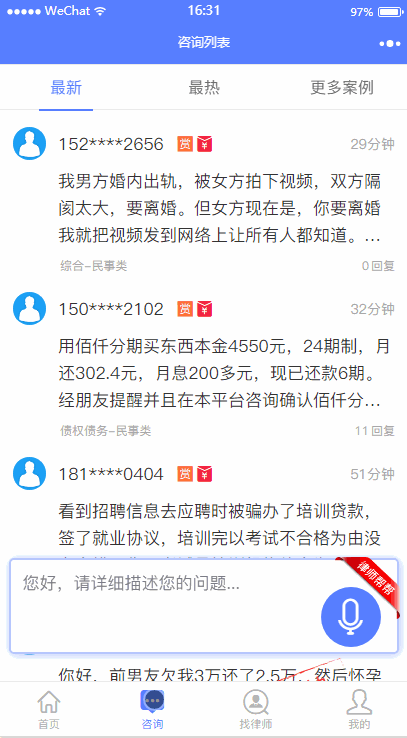 WeChat 16:31 97%
咨询列表
最新 最热 更多案例
152****2656 赏 29分钟
我男方婚内出轨，被女方拍下视频，双方隔
阂太大，要离婚。但女方现在是，你要离婚
我就把视频发到网络上让所有人都知道。...
综合-民事类 0回复
150****2102 赏 32分钟
用佰仟分期买东西本金4550元，24期制，月
还302.4元，月息200多元，现已还款6期。
经朋友提醒并且在本平台咨询确认佰仟分...
债权债务-民事类 11回复
181****0404 赏 51分钟
看到招聘信息去应聘时被骗办了培训贷款，
签了就业协议，培训完以考试不合格为由没
您好，请详细描述您的问题...
律师帮帮
你好，前男友欠我3万还了2.5万，然后怀孕
首页 咨询 找律师 我的